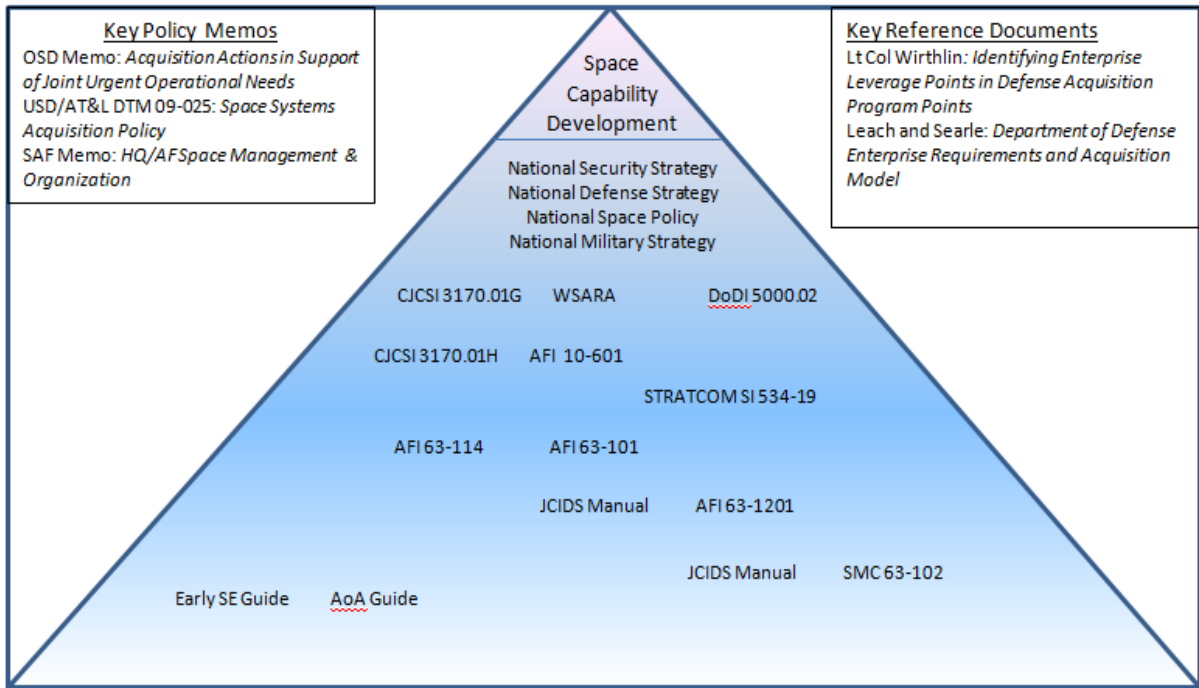 Key Policy Memos
OSD Memo: Acquisition Actions in Support
of Joint Urgent Operational Needs
USD/AT&L DTM 09-025: Space Systems
Acquisition Policy
SAF Memo: HQ/AF Space Management &
Organization
Key Reference Documents
Lt Col Wirthlin: Identifying Enterprise
Leverage Points in Defense Acquisition
Program Points
Leach and Searle: Department of Defense
Enterprise Requirements and Acquisition
Model
Space
Capability
Development
National Security Strategy
National Defense Strategy
National Space Policy
National Military Strategy
CJCSI 3170.01G WSARA DoDI 5000.02
CJCSI 3170.01H AFI 10-601
STRATCOM SI 534-19
AFI 63-114 AFI 63-101
JCIDS Manual AFI 63-1201
JCIDS Manual SMC 63-102
Early SE Guide AoA Guide